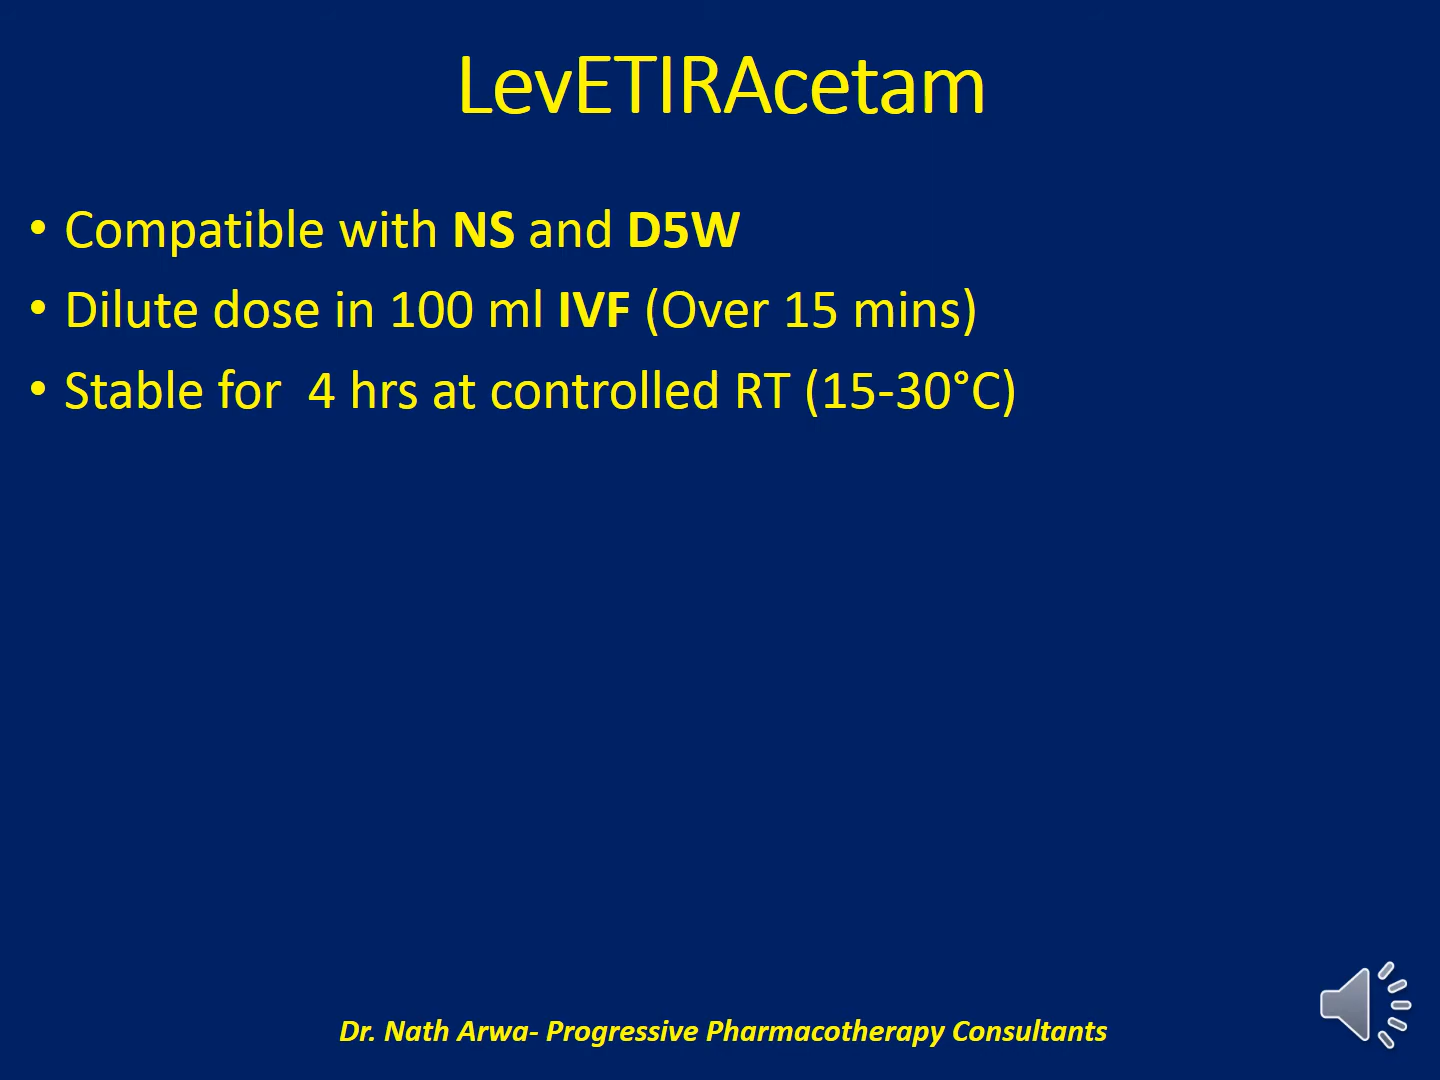 LevETIRAcetam
• Compatible with NS and D5W
• Dilute dose in 100 ml IVF (Over 15 mins)
• Stable for  4 hrs at controlled RT (15-30°C)
Dr. Nath Arwa- Progressive Pharmacotherapy Consultants